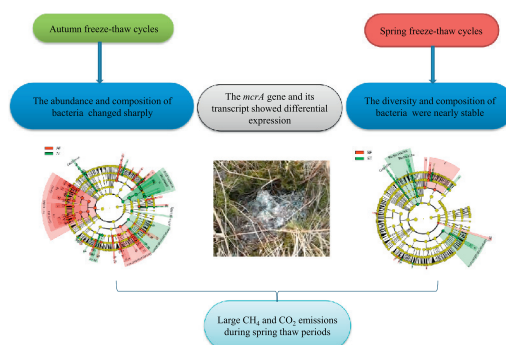 Autumn freeze-thaw cycles
Spring freeze-thaw cycles
The abundance and composition of
bacteria changed sharply
The mcrA gene and its
transcript showed differential
expression
The diversity and composition of
bacteria were nearly stable
Large CH₄ and CO₂ emissions
during spring thaw periods